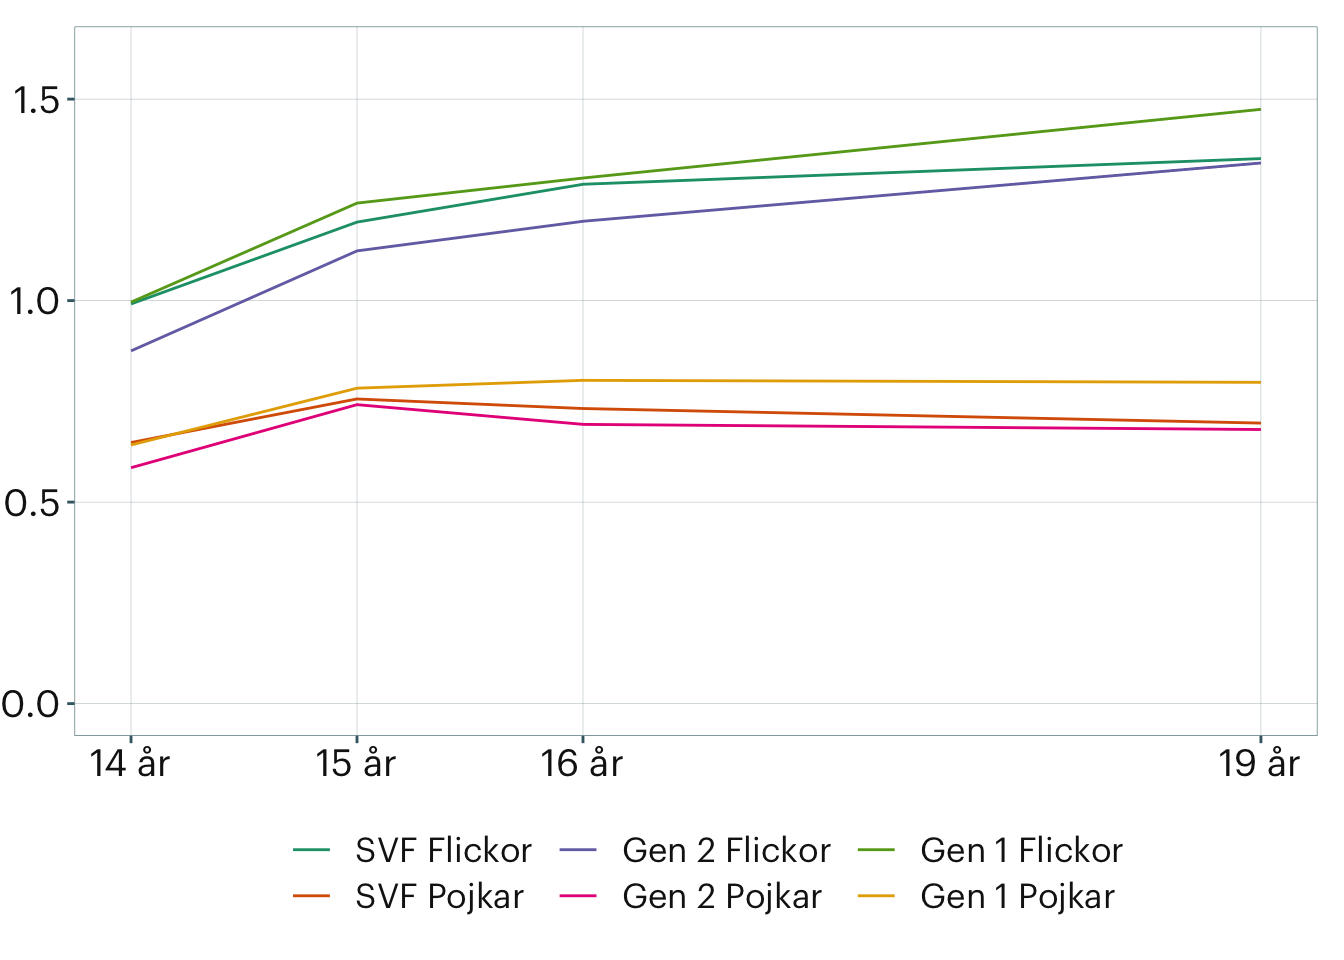 1.5
1.0
0.5
0.0
14 år 15 år 16 år 19 år
SVF Flickor Gen 2 Flickor Gen 1 Flickor
SVF Pojkar Gen 2 Pojkar Gen 1 Pojkar